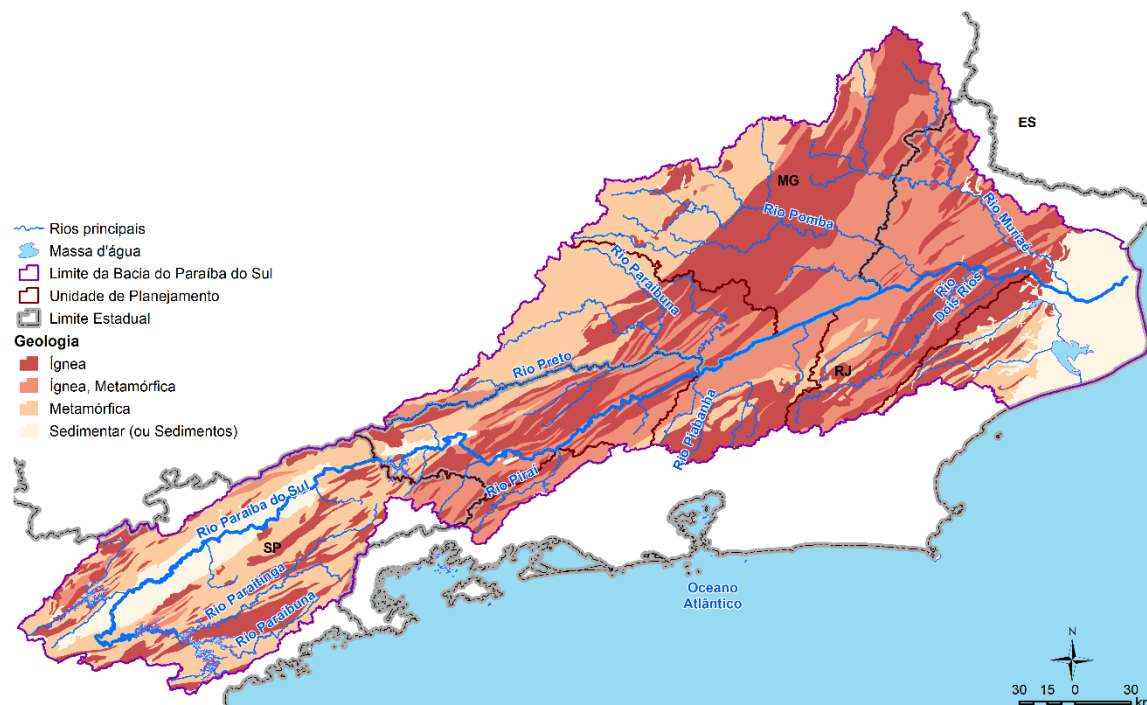 ES
MG
Rio Pomba
Rio Muriaé
Rio Paraibuna
Rio
Dois Rios
Rio Preto
RJ
Rio Piabanha
Rio Piraí
Rio Paraíba do Sul
SP
Rio Paraitinga
Rio Paraibuna
Oceano
Atlântico
Rios principais
Massa d'água
Limite da Bacia do Paraíba do Sul
Unidade de Planejamento
Limite Estadual
Geologia
Ígnea
Ígnea, Metamórfica
Metamórfica
Sedimentar (ou Sedimentos)
N
30 15 0 30
km